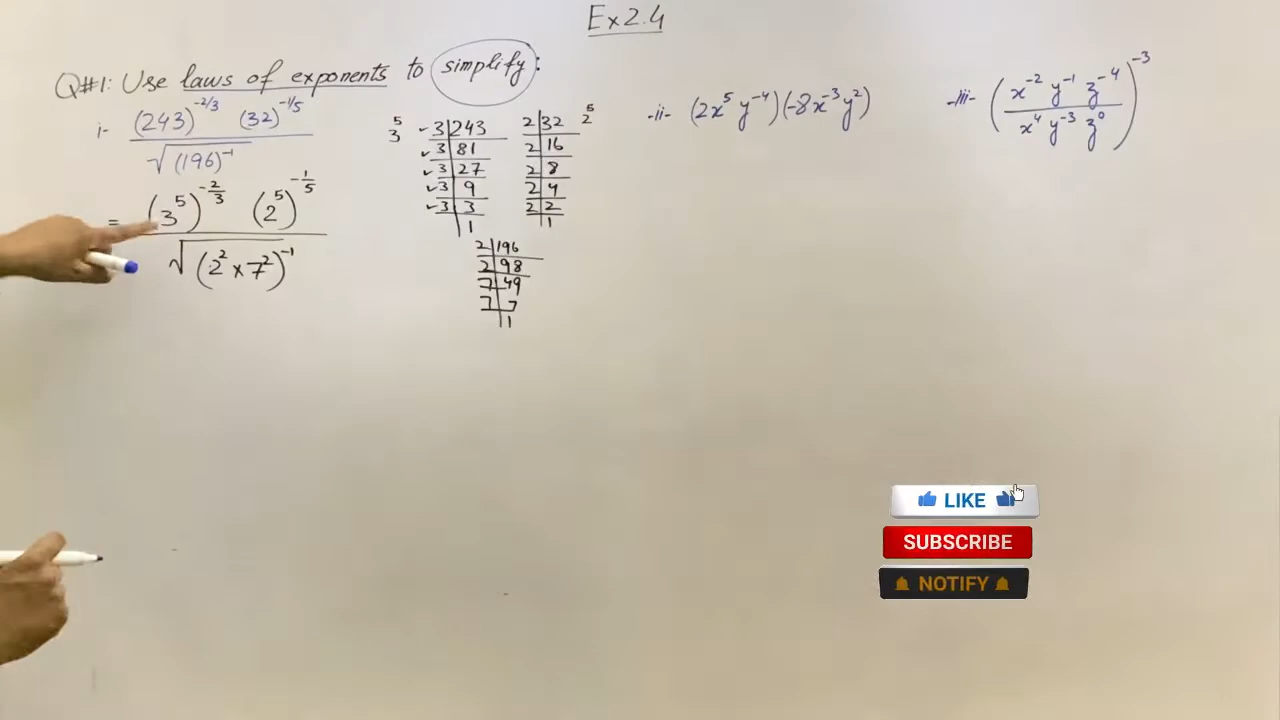 Ex 2.4
Q#1: Use laws of exponents to simplify:
i- (243)^-2/3 (32)^-1/5 / √(196)^-1
= (3^5)^-2/3 (2^5)^-1/5 / √(2^2 × 7^2)^-1
3^5
3 | 243
3 | 81
3 | 27
3 | 9
3 | 3
1
2 | 32
2 | 16
2 | 8
2 | 4
2 | 2
1
2^5
2 | 196
2 | 98
7 | 49
7 | 7
1
-ii- (2x^5 y^-4)(-8x^-3 y^2)
-iii- (x^-2 y^-1 z^-4 / x^4 y^-3 z^0)^-3
LIKE
SUBSCRIBE
NOTIFY